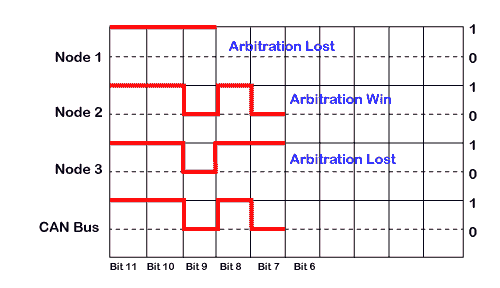 1
Arbitration Lost
Node 1 0
1
Arbitration Win
Node 2 0
1
Arbitration Lost
Node 3 0
1
CAN Bus 0
Bit 11 Bit 10 Bit 9 Bit 8 Bit 7 Bit 6